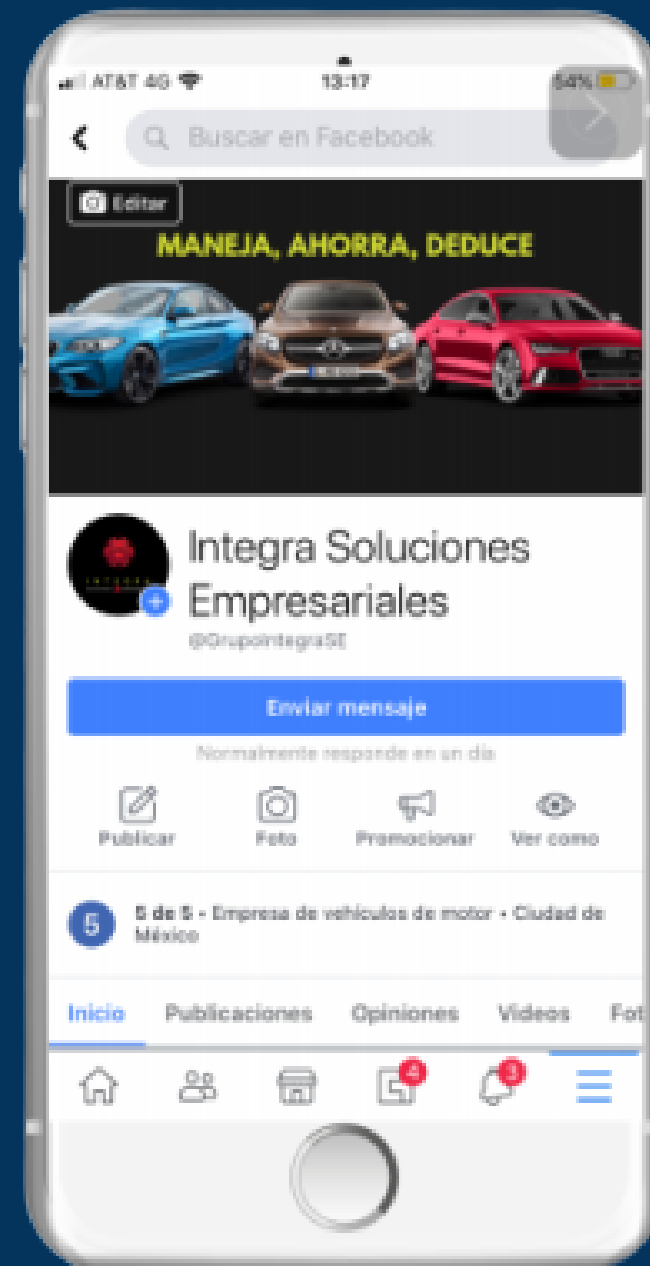 AT&T 4G 13:17 54%
Buscar en Facebook
Editar
MANEJA, AHORRA, DEDUCE
Integra Soluciones
Empresariales
@GrupoIntegraSE
Enviar mensaje
Normalmente responde en un día
Publicar Foto Promocionar Ver como
5 5 de 5 • Empresa de vehículos de motor • Ciudad de
México
Inicio Publicaciones Opiniones Videos Fot
4 3